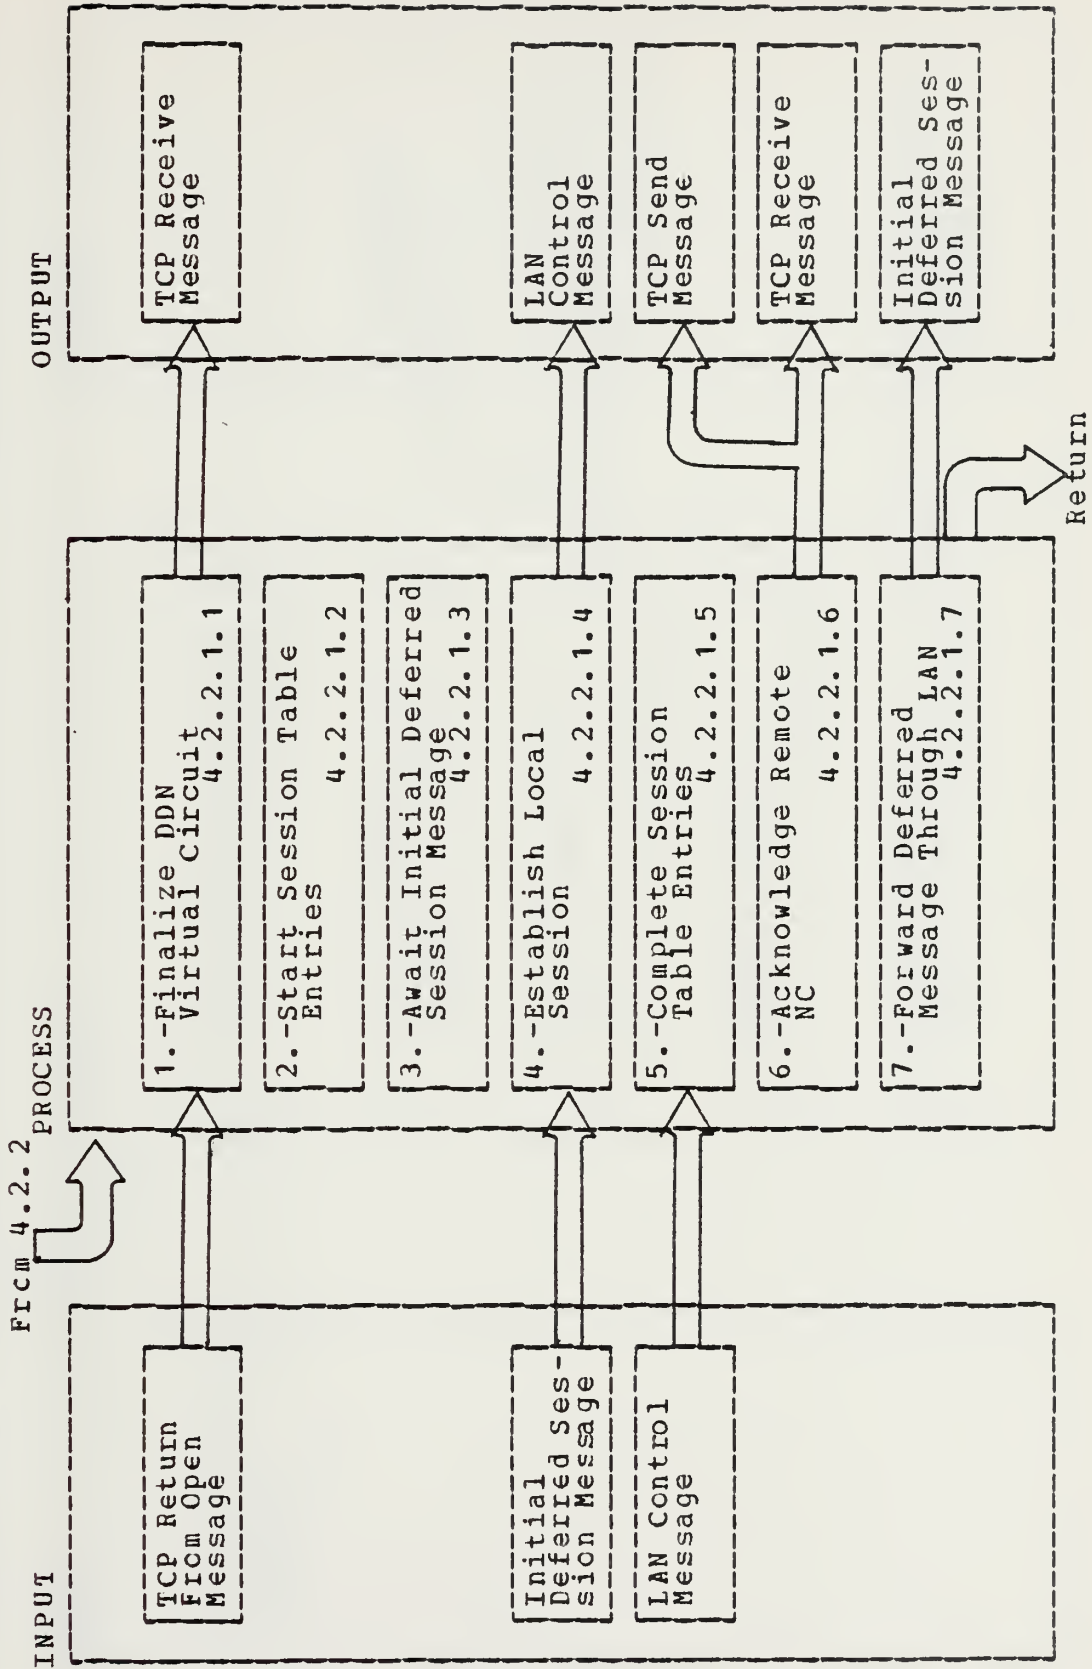 From 4.2.2
INPUT
PROCESS
OUTPUT
TCP Return
From Open
Message
Initial
Deferred Ses-
sion Message
LAN Control
Message
1.-Finalize DDN
Virtual Circuit
4.2.2.1.1
2.-Start Session Table
Entries
4.2.2.1.2
3.-Await Initial Deferred
Session Message
4.2.2.1.3
4.-Establish Local
Session
4.2.2.1.4
5.-Complete Session
Table Entries
4.2.2.1.5
6.-Acknowledge Remote
NC
4.2.2.1.6
7.-Forward Deferred
Message Through LAN
4.2.2.1.7
TCP Receive
Message
LAN
Control
Message
TCP Send
Message
TCP Receive
Message
Initial
Deferred Ses-
sion Message
Return